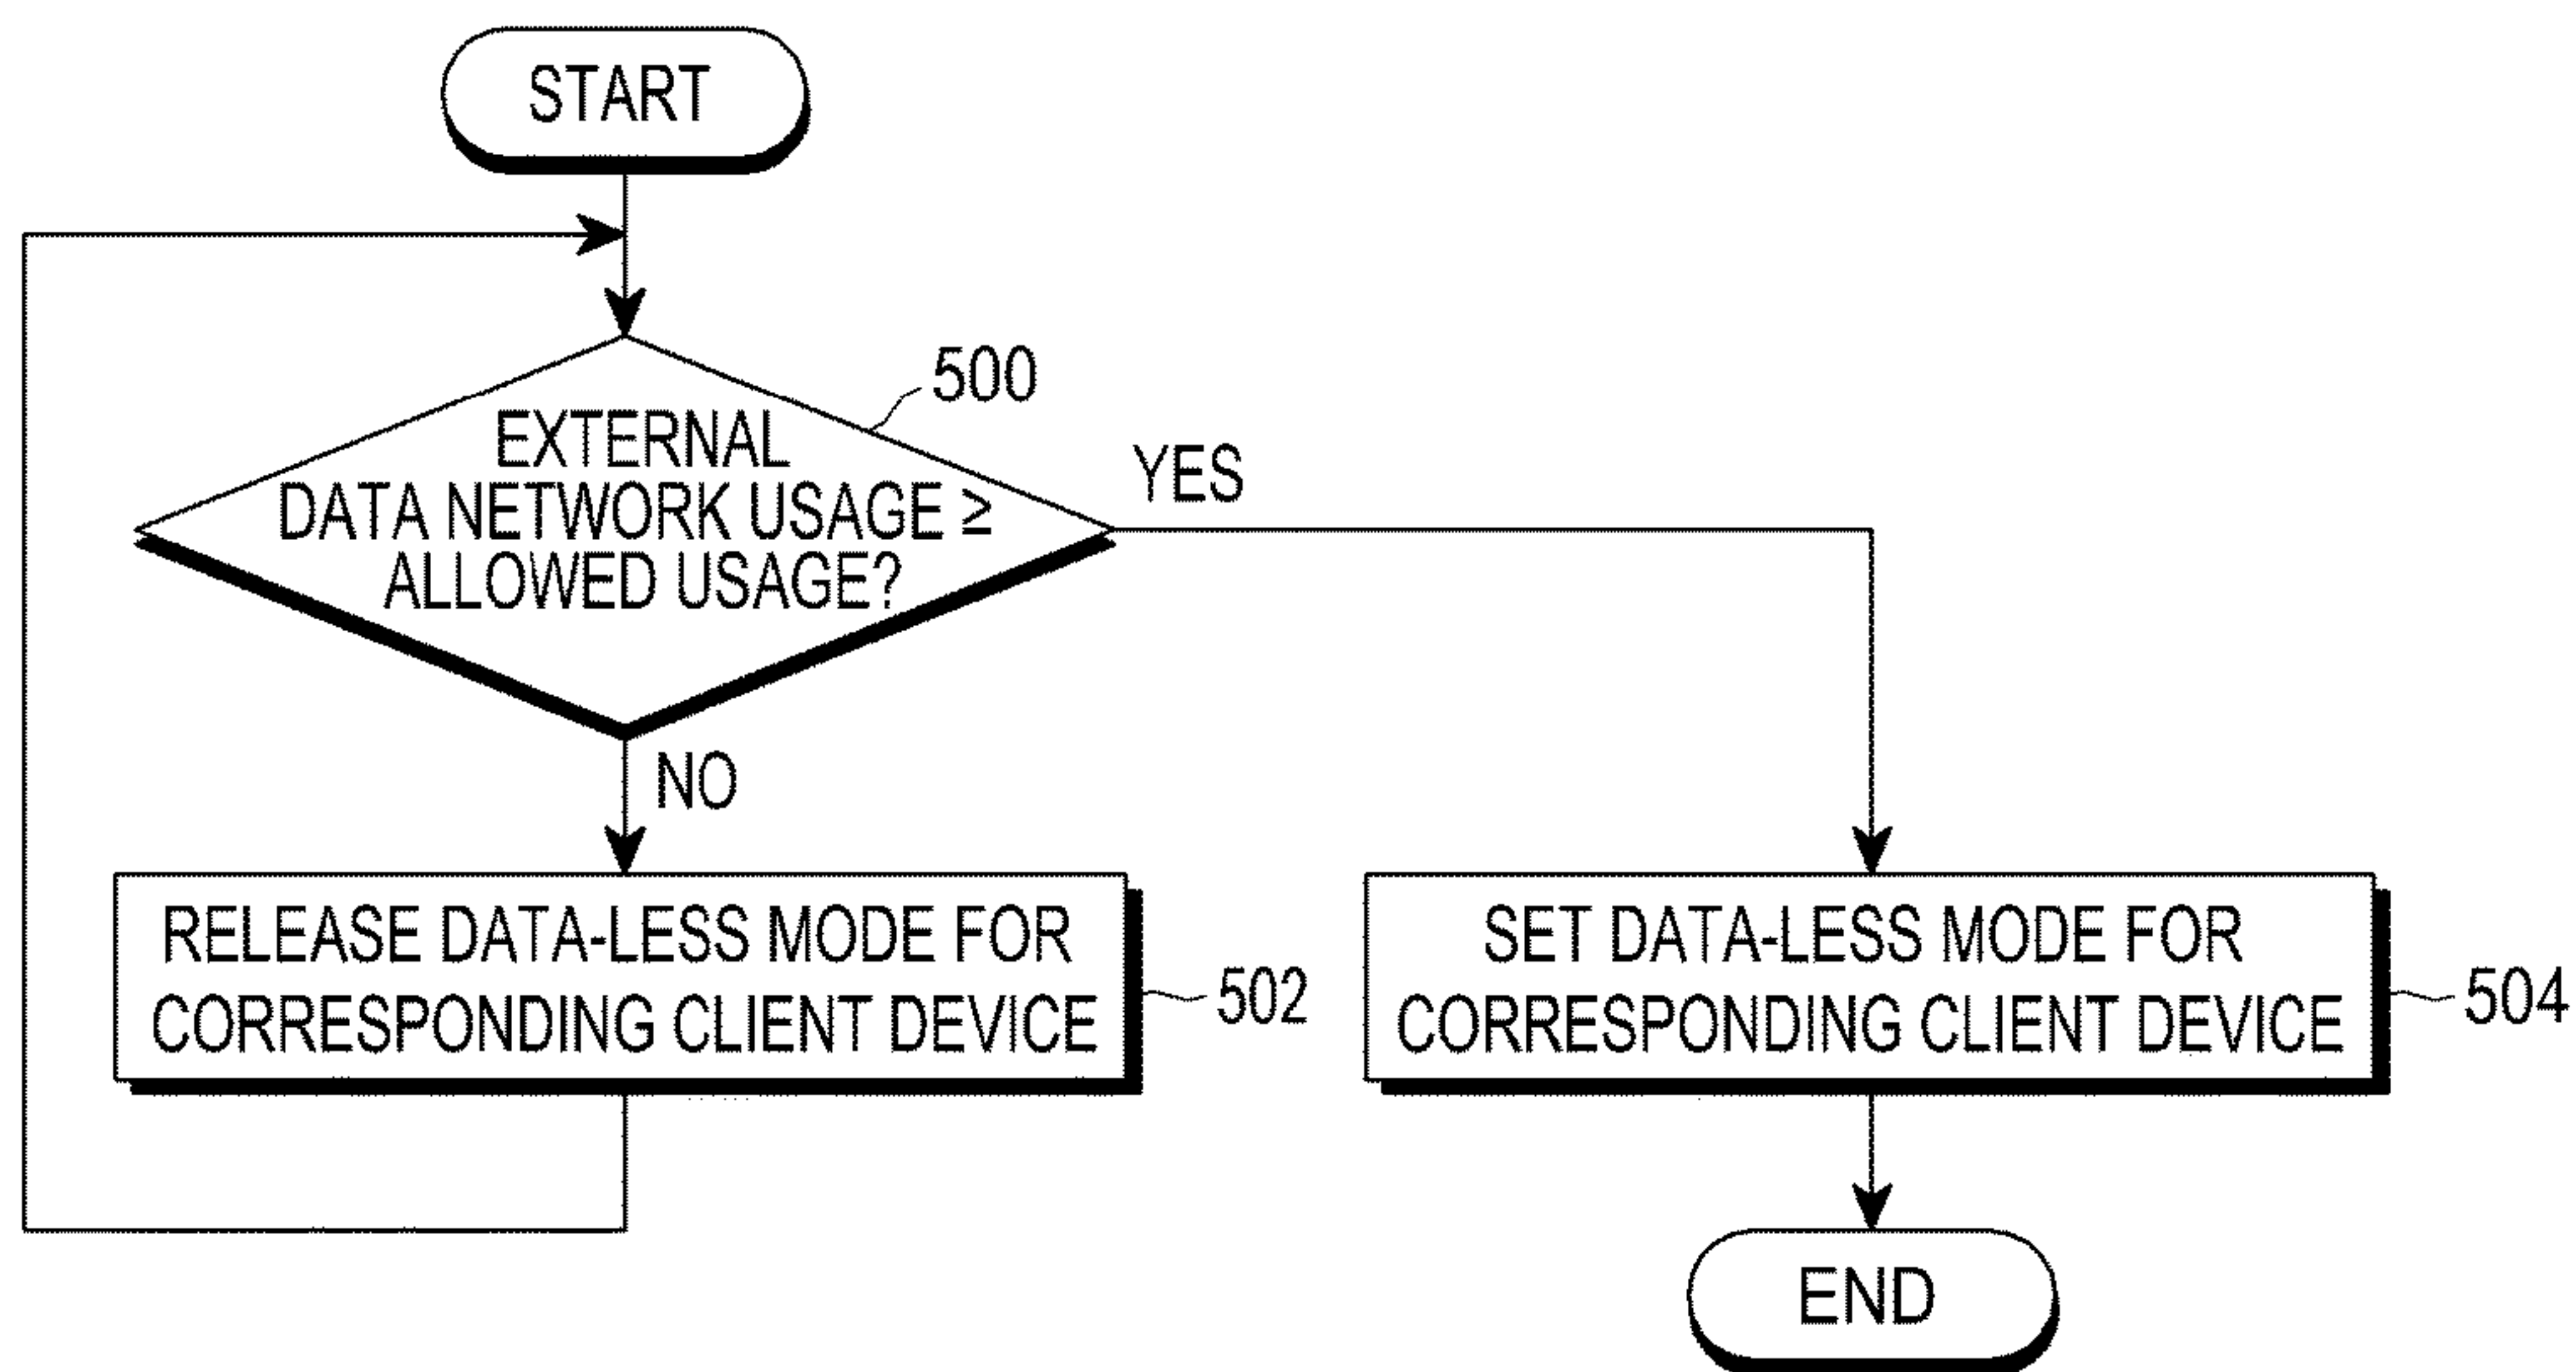 START
500
EXTERNAL
DATA NETWORK USAGE ≥
ALLOWED USAGE?
YES
NO
RELEASE DATA-LESS MODE FOR
CORRESPONDING CLIENT DEVICE
502
SET DATA-LESS MODE FOR
CORRESPONDING CLIENT DEVICE
504
END